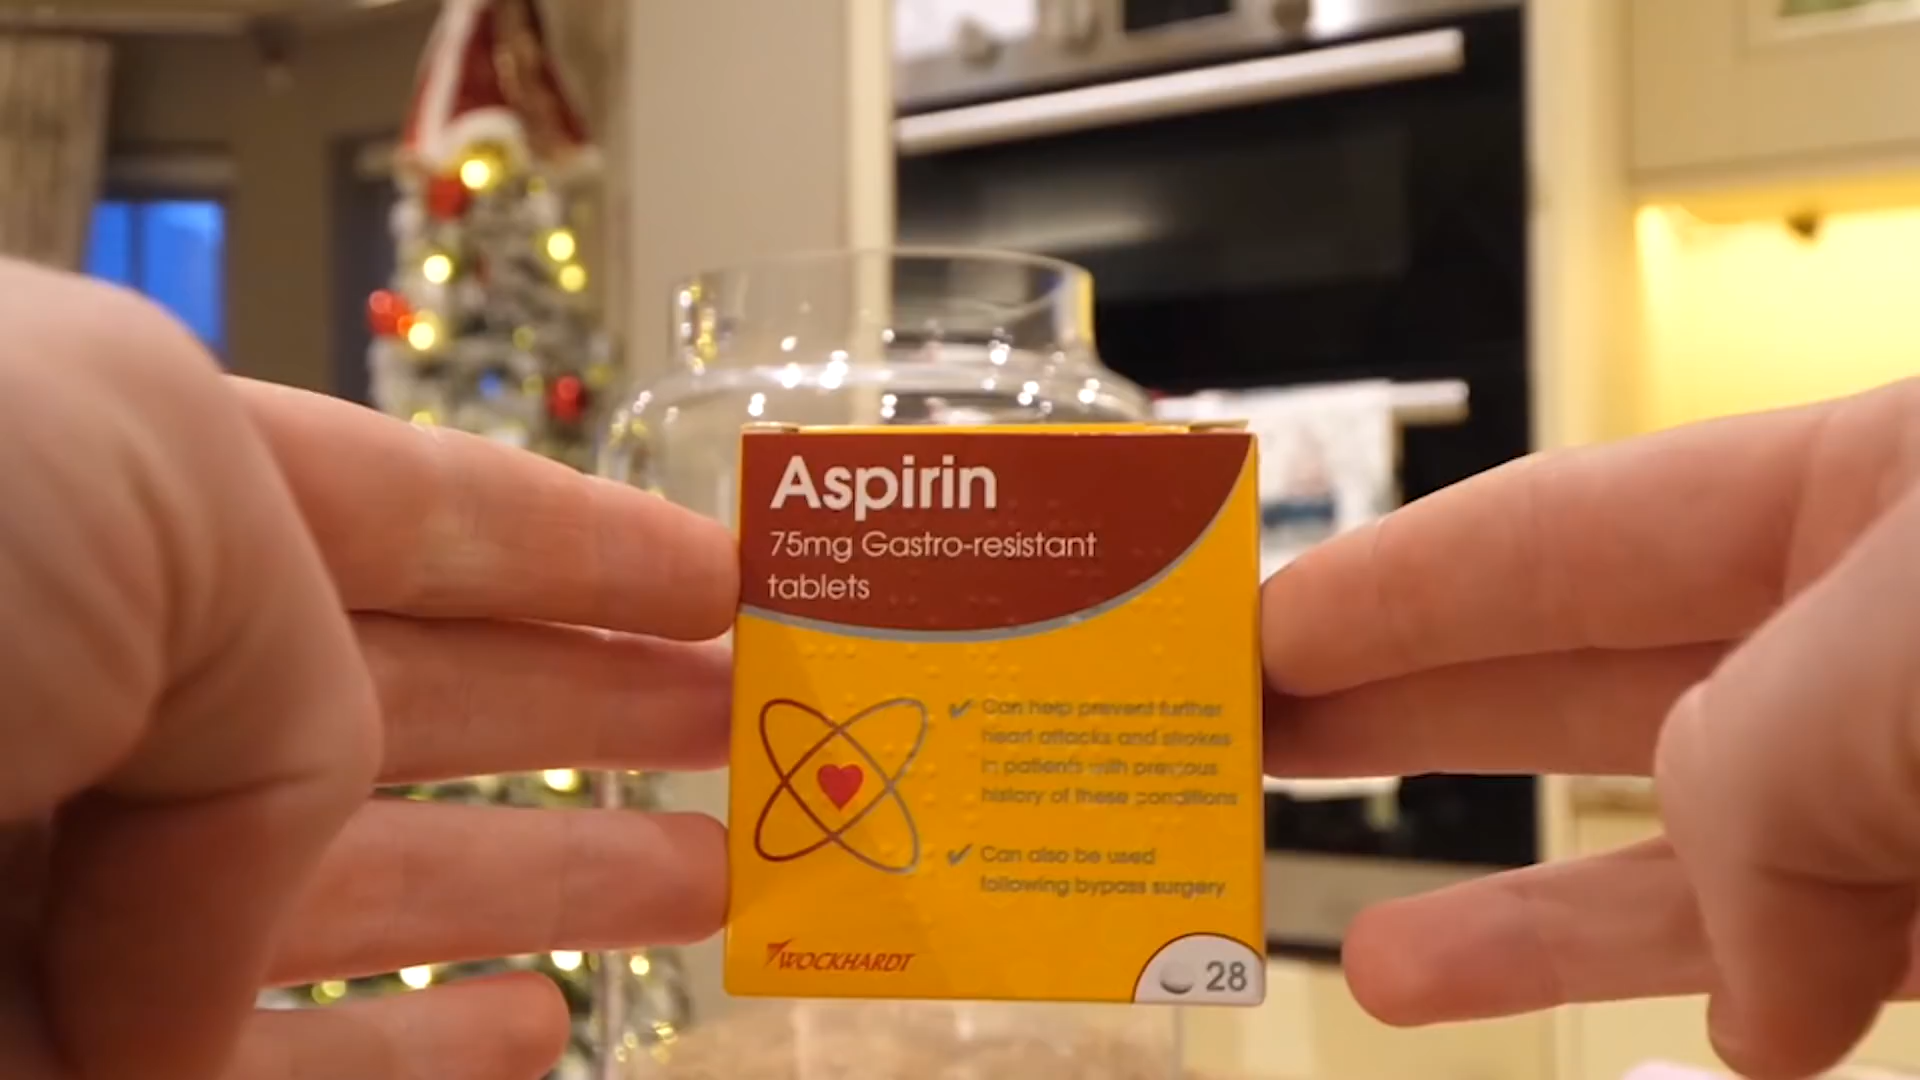 Aspirin
75mg Gastro-resistant
tablets
✓ Can help prevent further
heart attacks and strokes
in patients with previous
history of these conditions
✓ Can also be used
following bypass surgery
WOCKHARDT
28